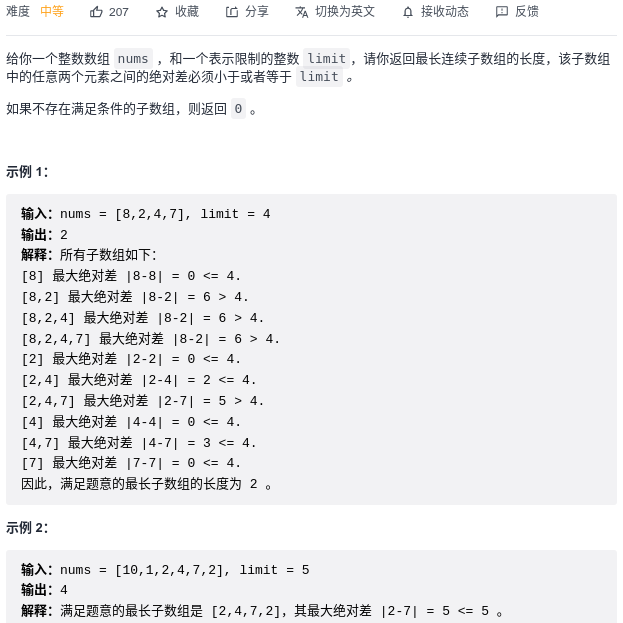 难度 中等 207 收藏 分享 切换为英文 接收动态 反馈
给你一个整数数组 nums ，和一个表示限制的整数 limit，请你返回最长连续子数组的长度，该子数组
中的任意两个元素之间的绝对差必须小于或者等于 limit 。
如果不存在满足条件的子数组，则返回 0 。
示例 1：
输入：nums = [8,2,4,7], limit = 4
输出：2
解释：所有子数组如下：
[8] 最大绝对差 |8-8| = 0 <= 4.
[8,2] 最大绝对差 |8-2| = 6 > 4.
[8,2,4] 最大绝对差 |8-2| = 6 > 4.
[8,2,4,7] 最大绝对差 |8-2| = 6 > 4.
[2] 最大绝对差 |2-2| = 0 <= 4.
[2,4] 最大绝对差 |2-4| = 2 <= 4.
[2,4,7] 最大绝对差 |2-7| = 5 > 4.
[4] 最大绝对差 |4-4| = 0 <= 4.
[4,7] 最大绝对差 |4-7| = 3 <= 4.
[7] 最大绝对差 |7-7| = 0 <= 4.
因此，满足题意的最长子数组的长度为 2 。
示例 2：
输入：nums = [10,1,2,4,7,2], limit = 5
输出：4
解释：满足题意的最长子数组是 [2,4,7,2]，其最大绝对差 |2-7| = 5 <= 5 。